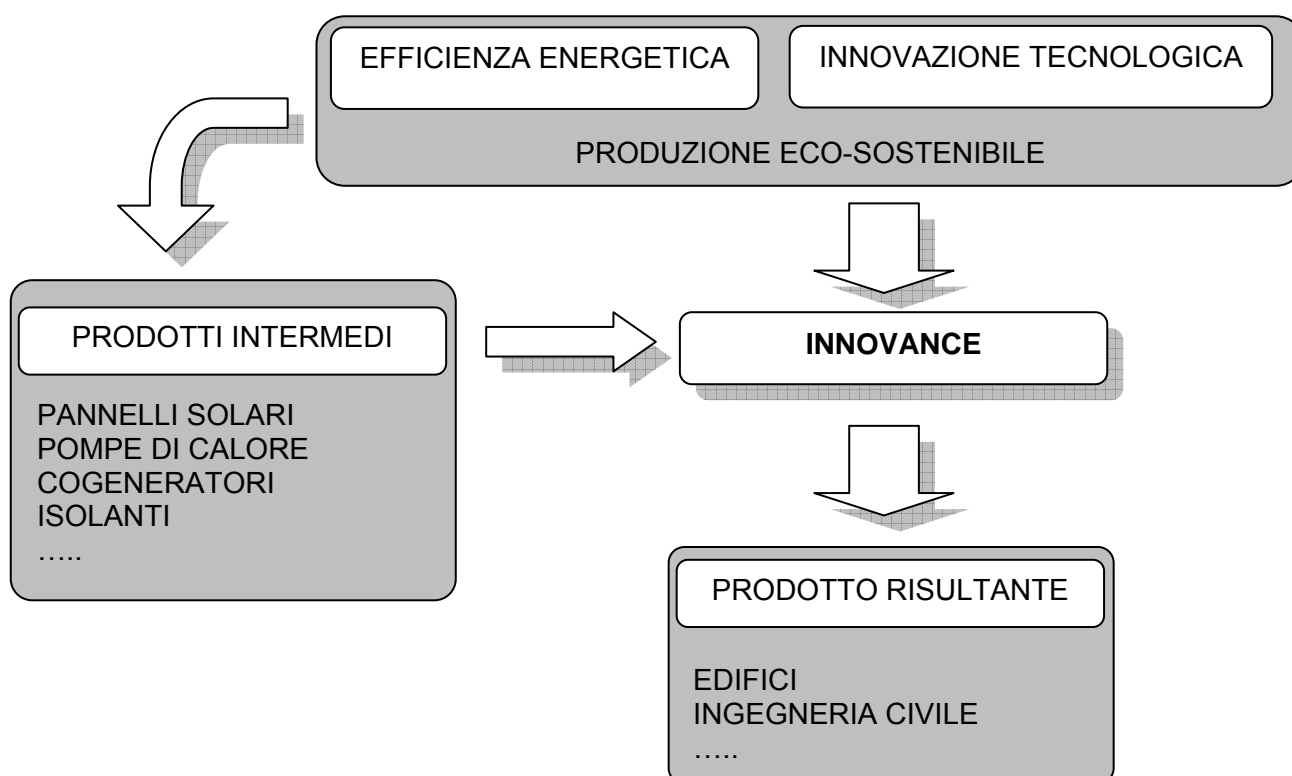 EFFICIENZA ENERGETICA
INNOVAZIONE TECNOLOGICA
PRODUZIONE ECO-SOSTENIBILE
PRODOTTI INTERMEDI
PANNELLI SOLARI
POMPE DI CALORE
COGENERATORI
ISOLANTI
…..
INNOVANCE
PRODOTTO RISULTANTE
EDIFICI
INGEGNERIA CIVILE
…..